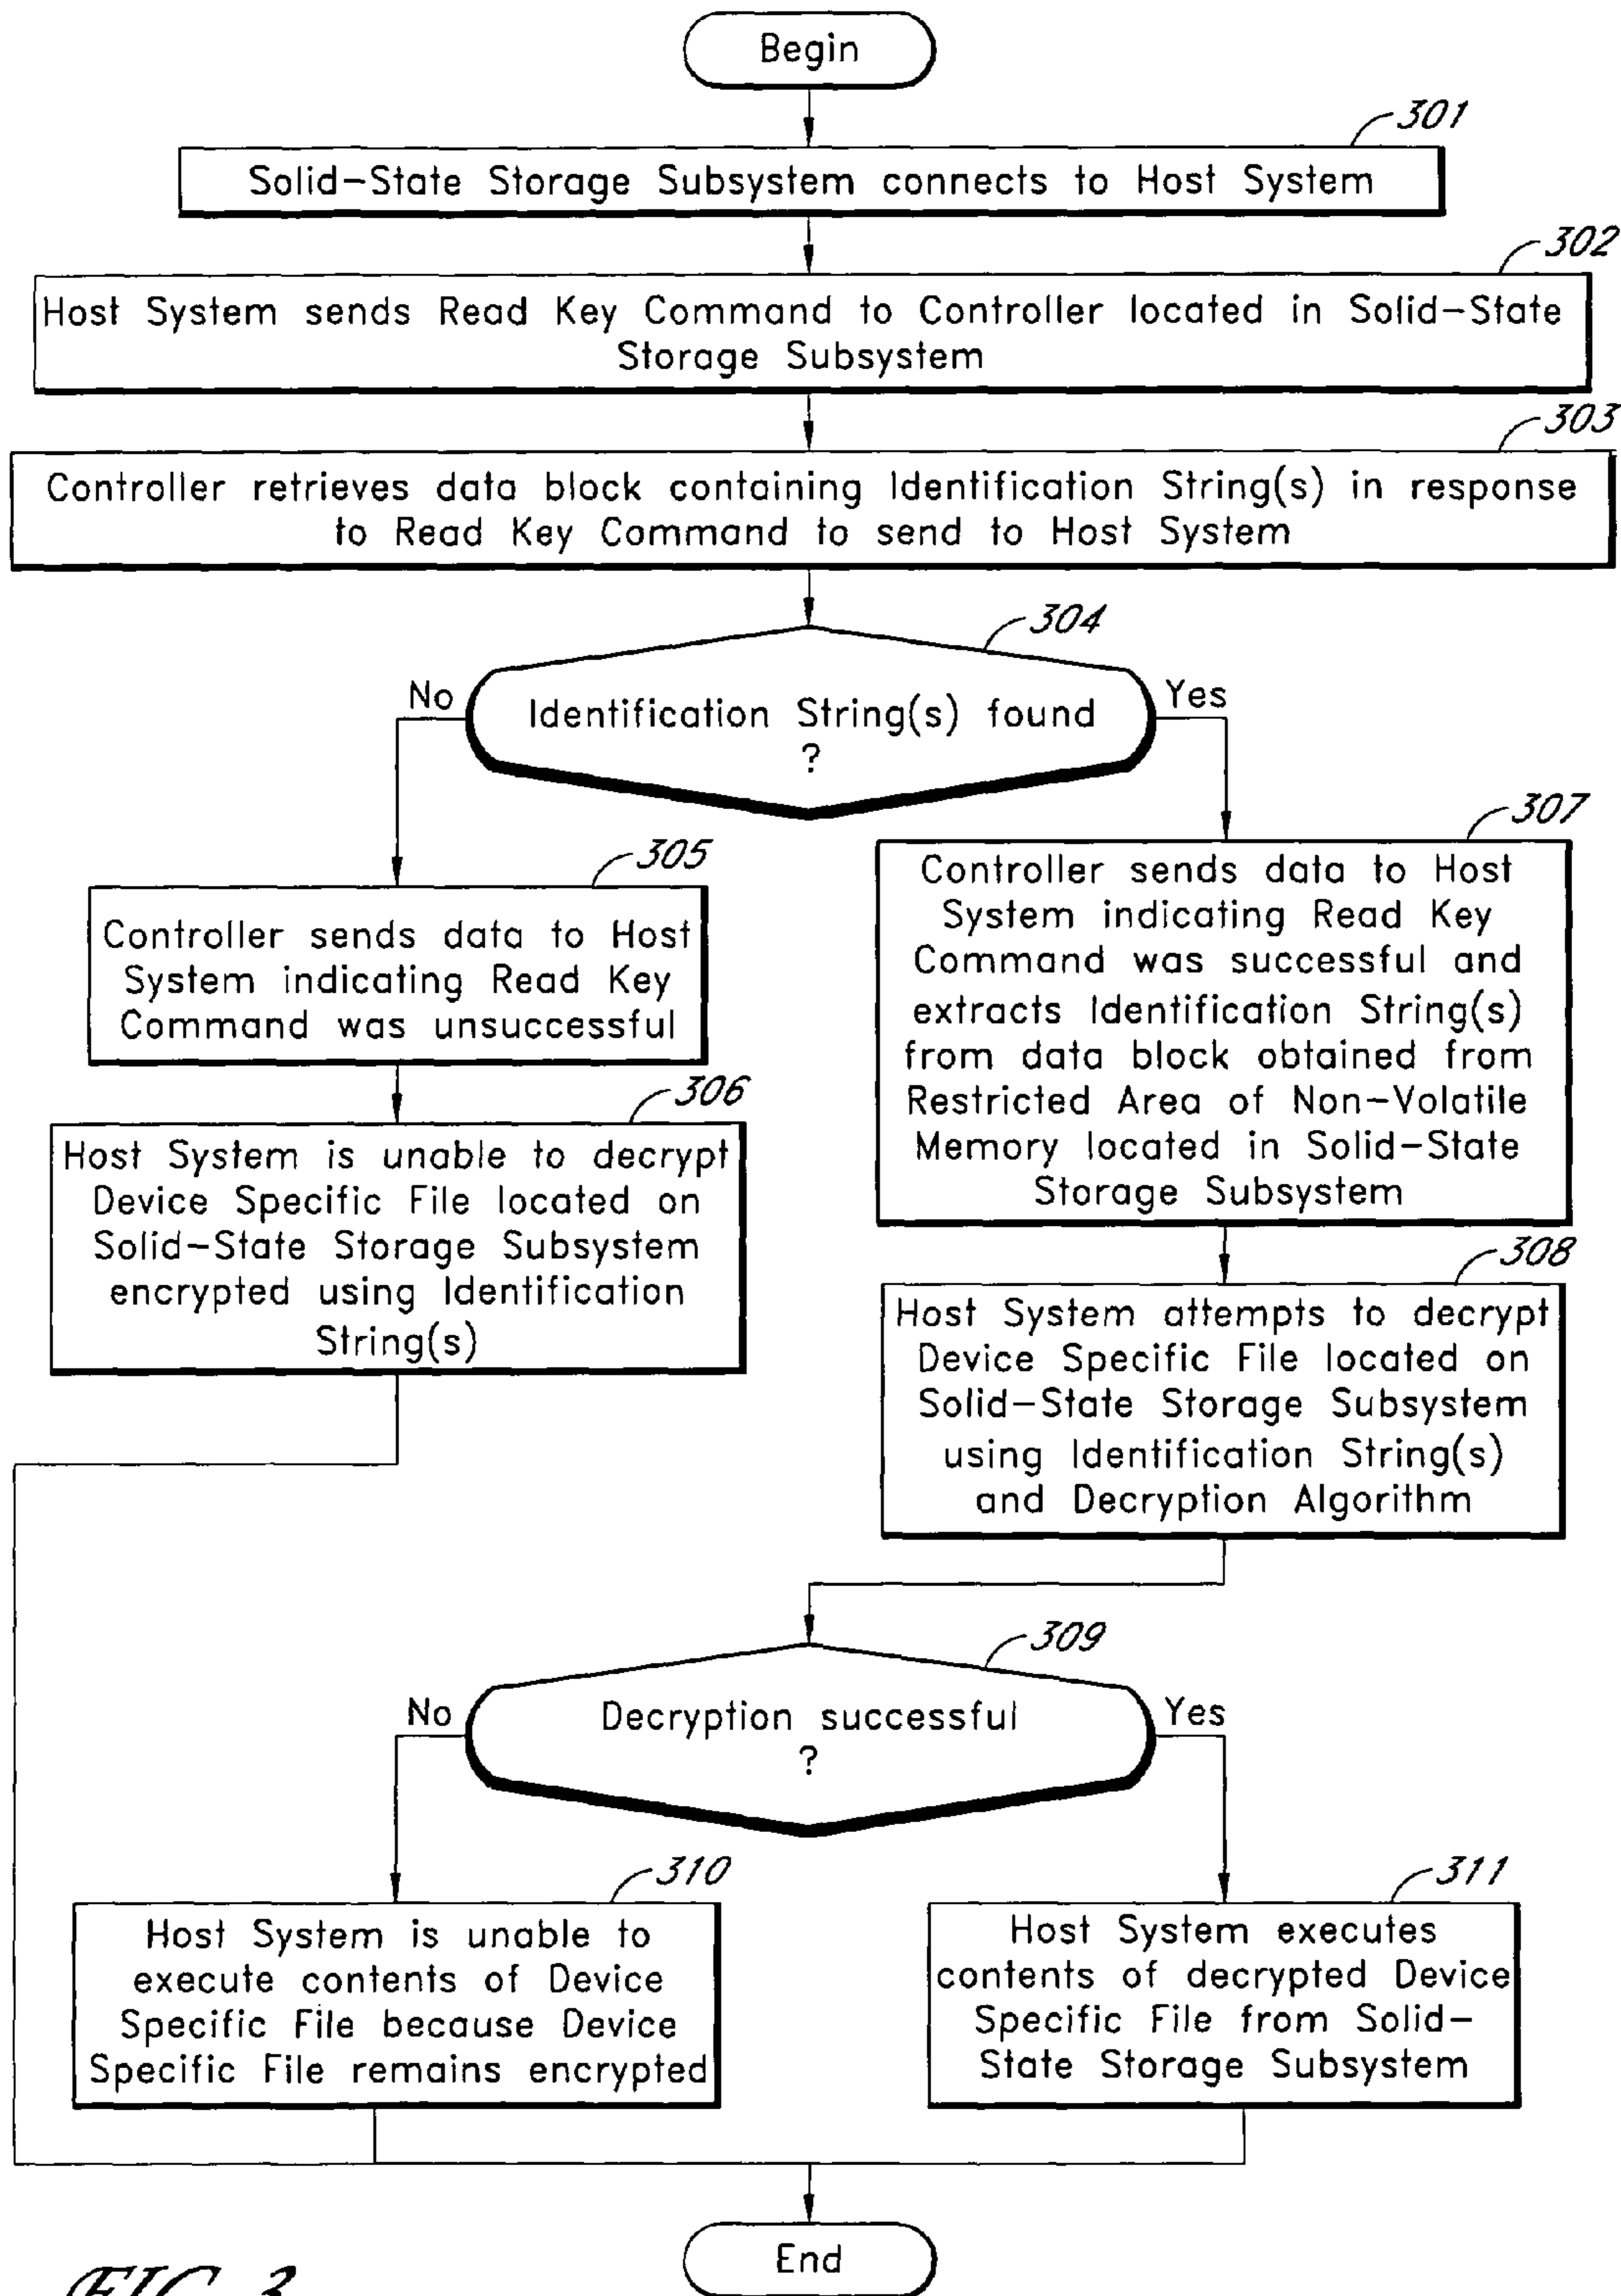 Begin
301
Solid-State Storage Subsystem connects to Host System
302
Host System sends Read Key Command to Controller located in Solid-State
Storage Subsystem
303
Controller retrieves data block containing Identification String(s) in response
to Read Key Command to send to Host System
304
Identification String(s) found
?
No
Yes
305
Controller sends data to Host
System indicating Read Key
Command was unsuccessful
306
Host System is unable to decrypt
Device Specific File located on
Solid-State Storage Subsystem
encrypted using Identification
String(s)
307
Controller sends data to Host
System indicating Read Key
Command was successful and
extracts Identification String(s)
from data block obtained from
Restricted Area of Non-Volatile
Memory located in Solid-State
Storage Subsystem
308
Host System attempts to decrypt
Device Specific File located on
Solid-State Storage Subsystem
using Identification String(s)
and Decryption Algorithm
309
Decryption successful
?
No
Yes
310
Host System is unable to
execute contents of Device
Specific File because Device
Specific File remains encrypted
311
Host System executes
contents of decrypted Device
Specific File from Solid-
State Storage Subsystem
End
FIG. 3